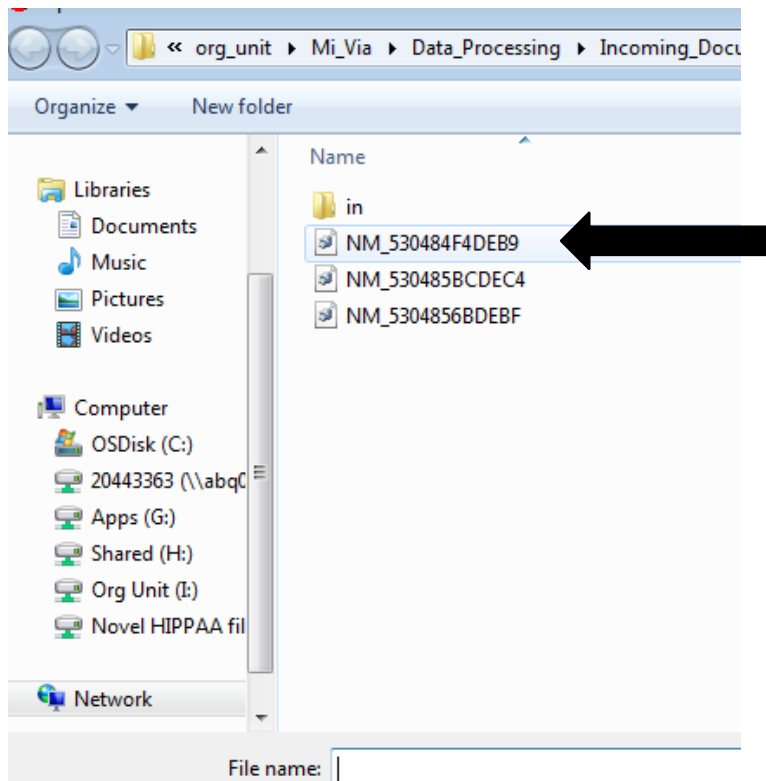 « org_unit ▸ Mi_Via ▸ Data_Processing ▸ Incoming_Docu
Organize ▾ New folder
Name
Libraries
Documents
Music
Pictures
Videos
Computer
OSDisk (C:)
20443363 (\\abq0
Apps (G:)
Shared (H:)
Org Unit (I:)
Novel HIPPAA fil
Network
in
NM_530484F4DEB9
NM_530485BCDEC4
NM_5304856BDEBF
File name: